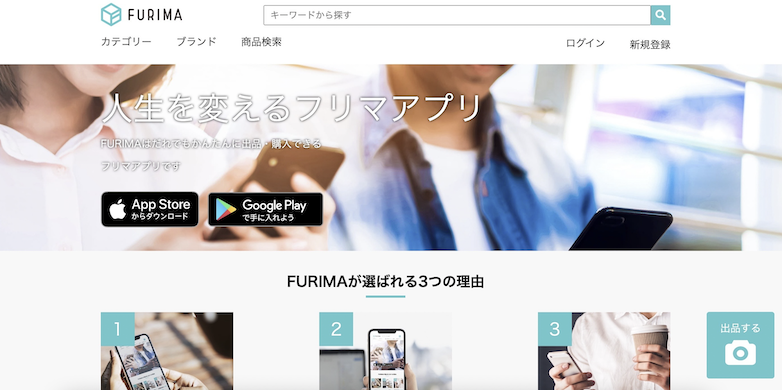 FURIMA
キーワードから探す
カテゴリー ブランド 商品検索
ログイン 新規登録
人生を変えるフリマアプリ
FURIMAはだれでもかんたんに出品・購入できる
フリマアプリです
App Store
からダウンロード
Google Play
で手に入れよう
FURIMAが選ばれる3つの理由
1
2
3
出品する